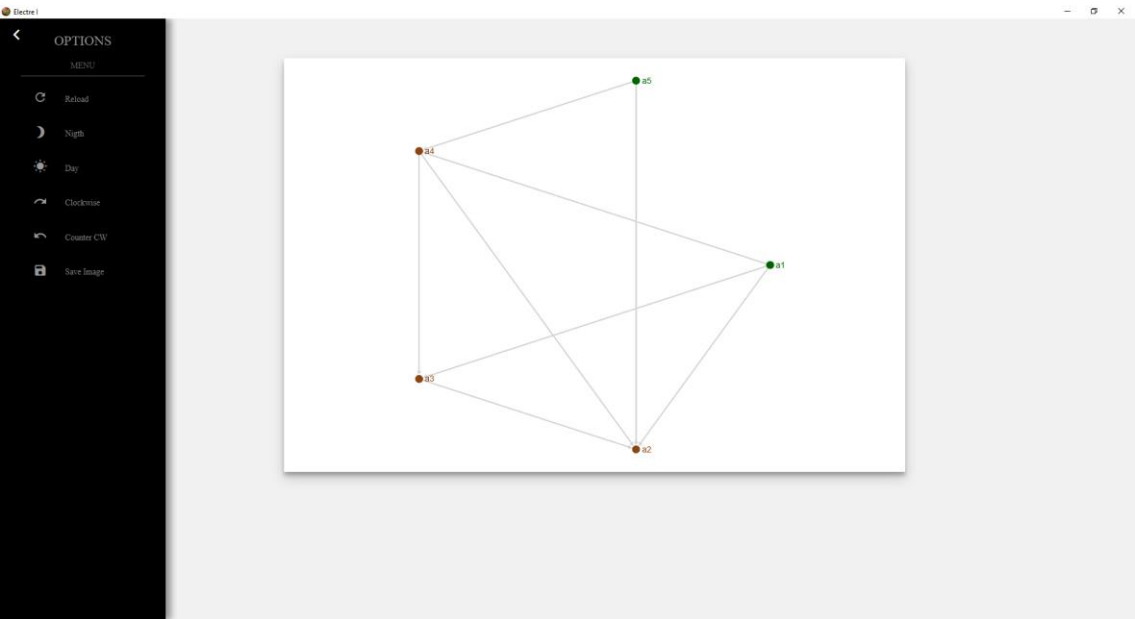 Electre I
OPTIONS
MENU
Reload
Nigth
Day
Clockwise
Counter CW
Save Image
a5
a4
a1
a3
a2